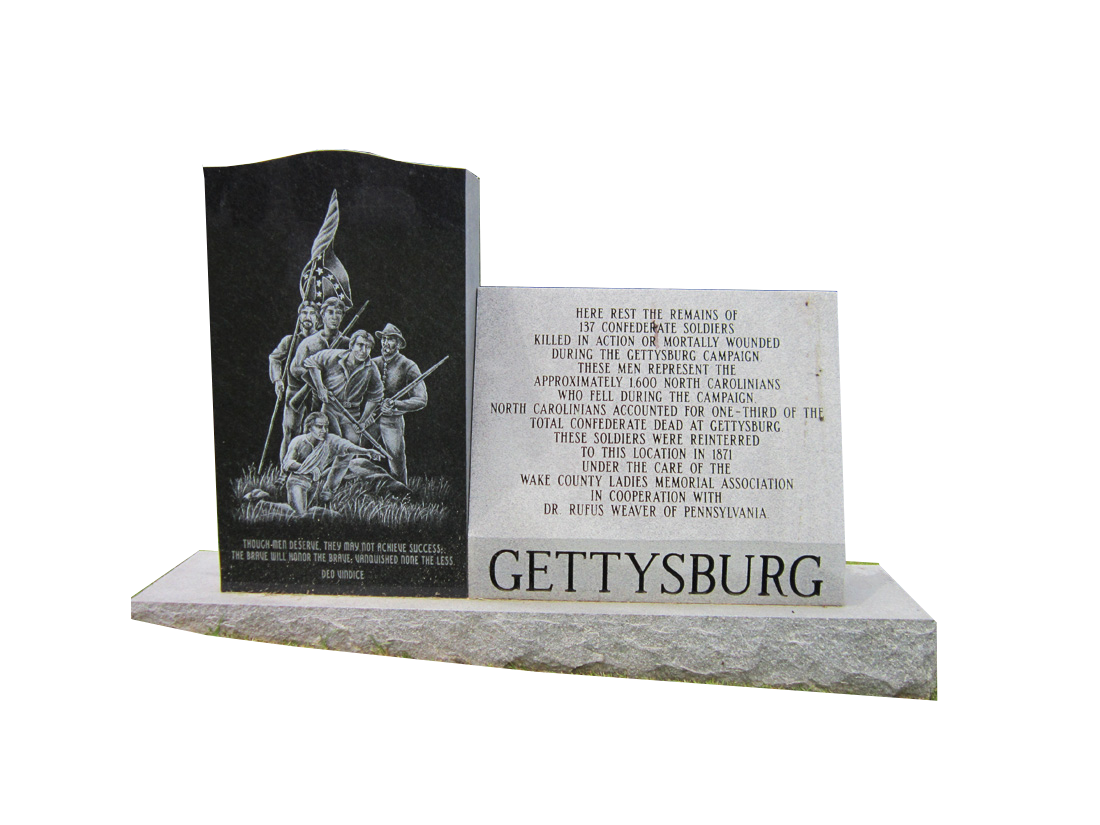 THOUGH MEN DESERVE, THEY MAY NOT ACHIEVE SUCCESS;
THE BRAVE WILL HONOR THE BRAVE; VANQUISHED NONE THE LESS.
DEO VINDICE
HERE REST THE REMAINS OF
137 CONFEDERATE SOLDIERS
KILLED IN ACTION OR MORTALLY WOUNDED
DURING THE GETTYSBURG CAMPAIGN
THESE MEN REPRESENT THE
APPROXIMATELY 1,600 NORTH CAROLINIANS
WHO FELL DURING THE CAMPAIGN.
NORTH CAROLINIANS ACCOUNTED FOR ONE-THIRD OF THE
TOTAL CONFEDERATE DEAD AT GETTYSBURG
THESE SOLDIERS WERE REINTERRED
TO THIS LOCATION IN 1871
UNDER THE CARE OF THE
WAKE COUNTY LADIES MEMORIAL ASSOCIATION
IN COOPERATION WITH
DR. RUFUS WEAVER OF PENNSYLVANIA.
GETTYSBURG